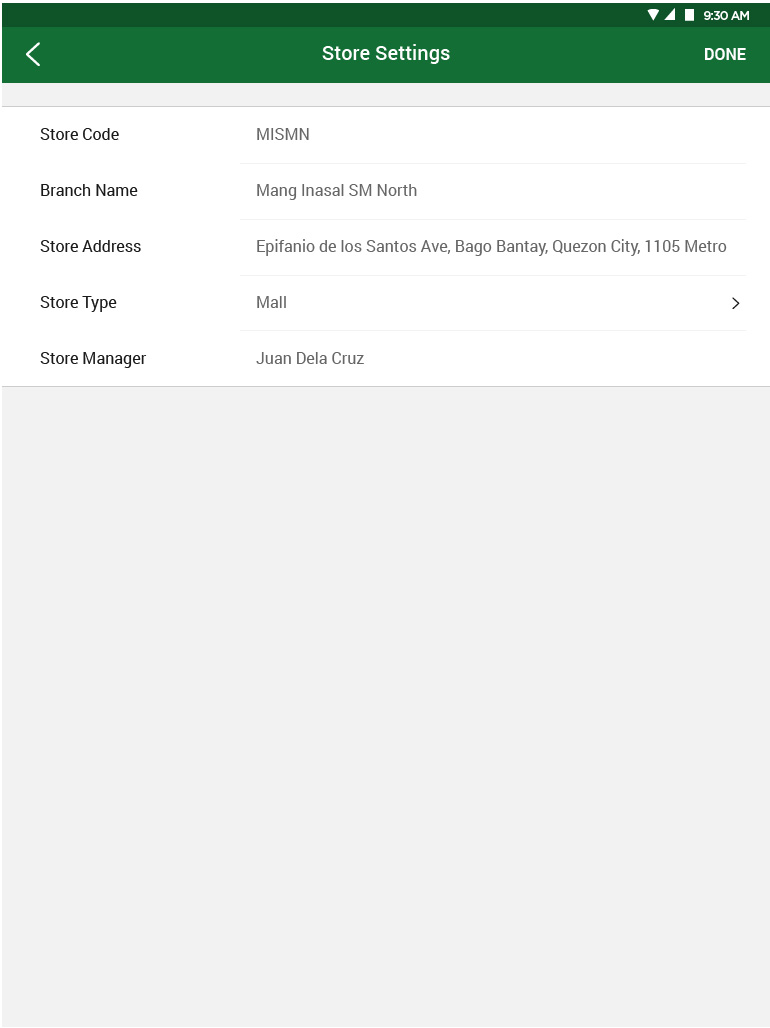 9:30 AM
Store Settings
DONE
Store Code MISMN
Branch Name Mang Inasal SM North
Store Address Epifanio de los Santos Ave, Bago Bantay, Quezon City, 1105 Metro
Store Type Mall
Store Manager Juan Dela Cruz